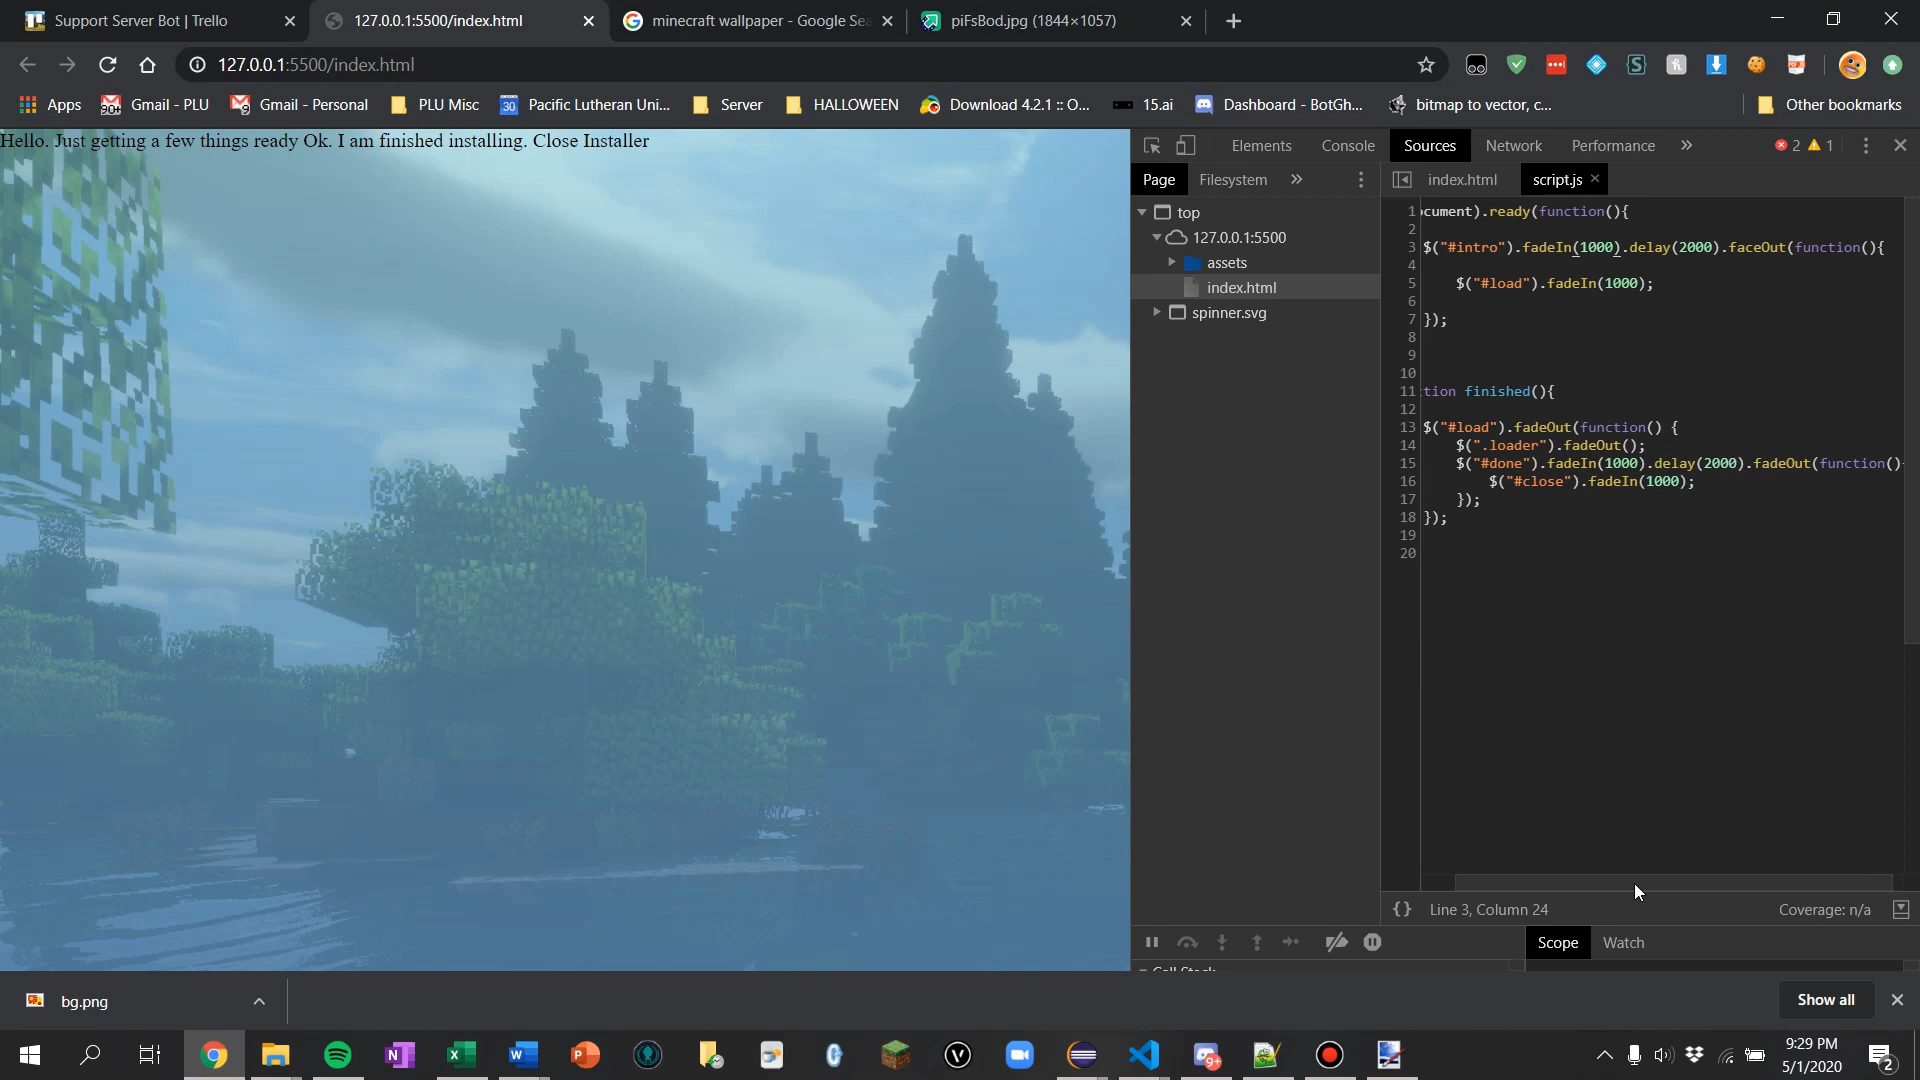 Support Server Bot | Trello
127.0.0.1:5500/index.html
minecraft wallpaper - Google Sea
piFsBod.jpg (1844×1057)
127.0.0.1:5500/index.html
Apps
Gmail - PLU
Gmail - Personal
PLU Misc
Pacific Lutheran Uni...
Server
HALLOWEEN
Download 4.2.1 :: O...
15.ai
Dashboard - BotGh...
bitmap to vector, c...
Other bookmarks
Hello. Just getting a few things ready Ok. I am finished installing. Close Installer
Elements
Console
Sources
Network
Performance
2
1
Page
Filesystem
index.html
script.js
top
127.0.0.1:5500
assets
index.html
spinner.svg
1 cument).ready(function(){
2
3 $("#intro").fadeIn(1000).delay(2000).faceOut(function(){
4
5 $("#load").fadeIn(1000);
6
7 });
8
9
10
11 tion finished(){
12
13 $("#load").fadeOut(function() {
14 $(".loader").fadeOut();
15 $("#done").fadeIn(1000).delay(2000).fadeOut(function()
16 $("#close").fadeIn(1000);
17 });
18 });
19
20
{} Line 3, Column 24
Coverage: n/a
Scope
Watch
bg.png
Show all
9:29 PM
5/1/2020
2